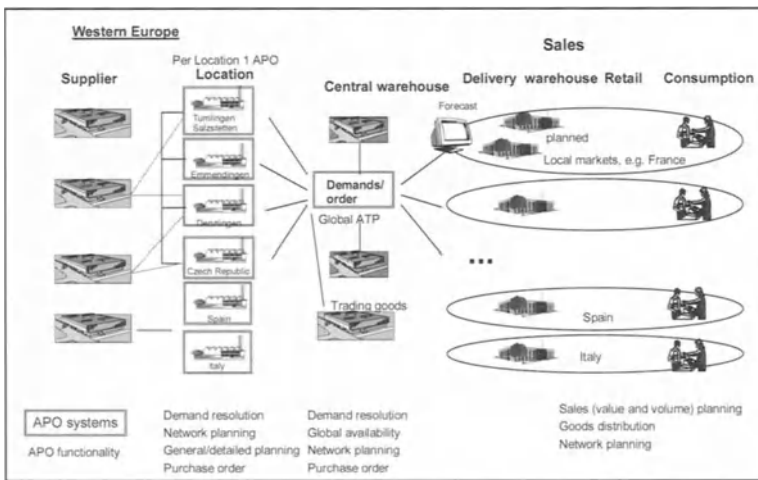 Western Europe
Sales
Per Location 1 APO
Supplier
Location
Central warehouse
Delivery warehouse Retail
Consumption
Forecast
Tumlingen
Salzstetten
planned
Local markets, e.g. France
Emmendingen
Demands/
order
Denzlingen
Global ATP
Czech Republic
...
Trading goods
Spain
Spain
Italy
Italy
APO systems
APO functionality
Demand resolution
Network planning
General/detailed planning
Purchase order
Demand resolution
Global availability
Network planning
Purchase order
Sales (value and volume) planning
Goods distribution
Network planning